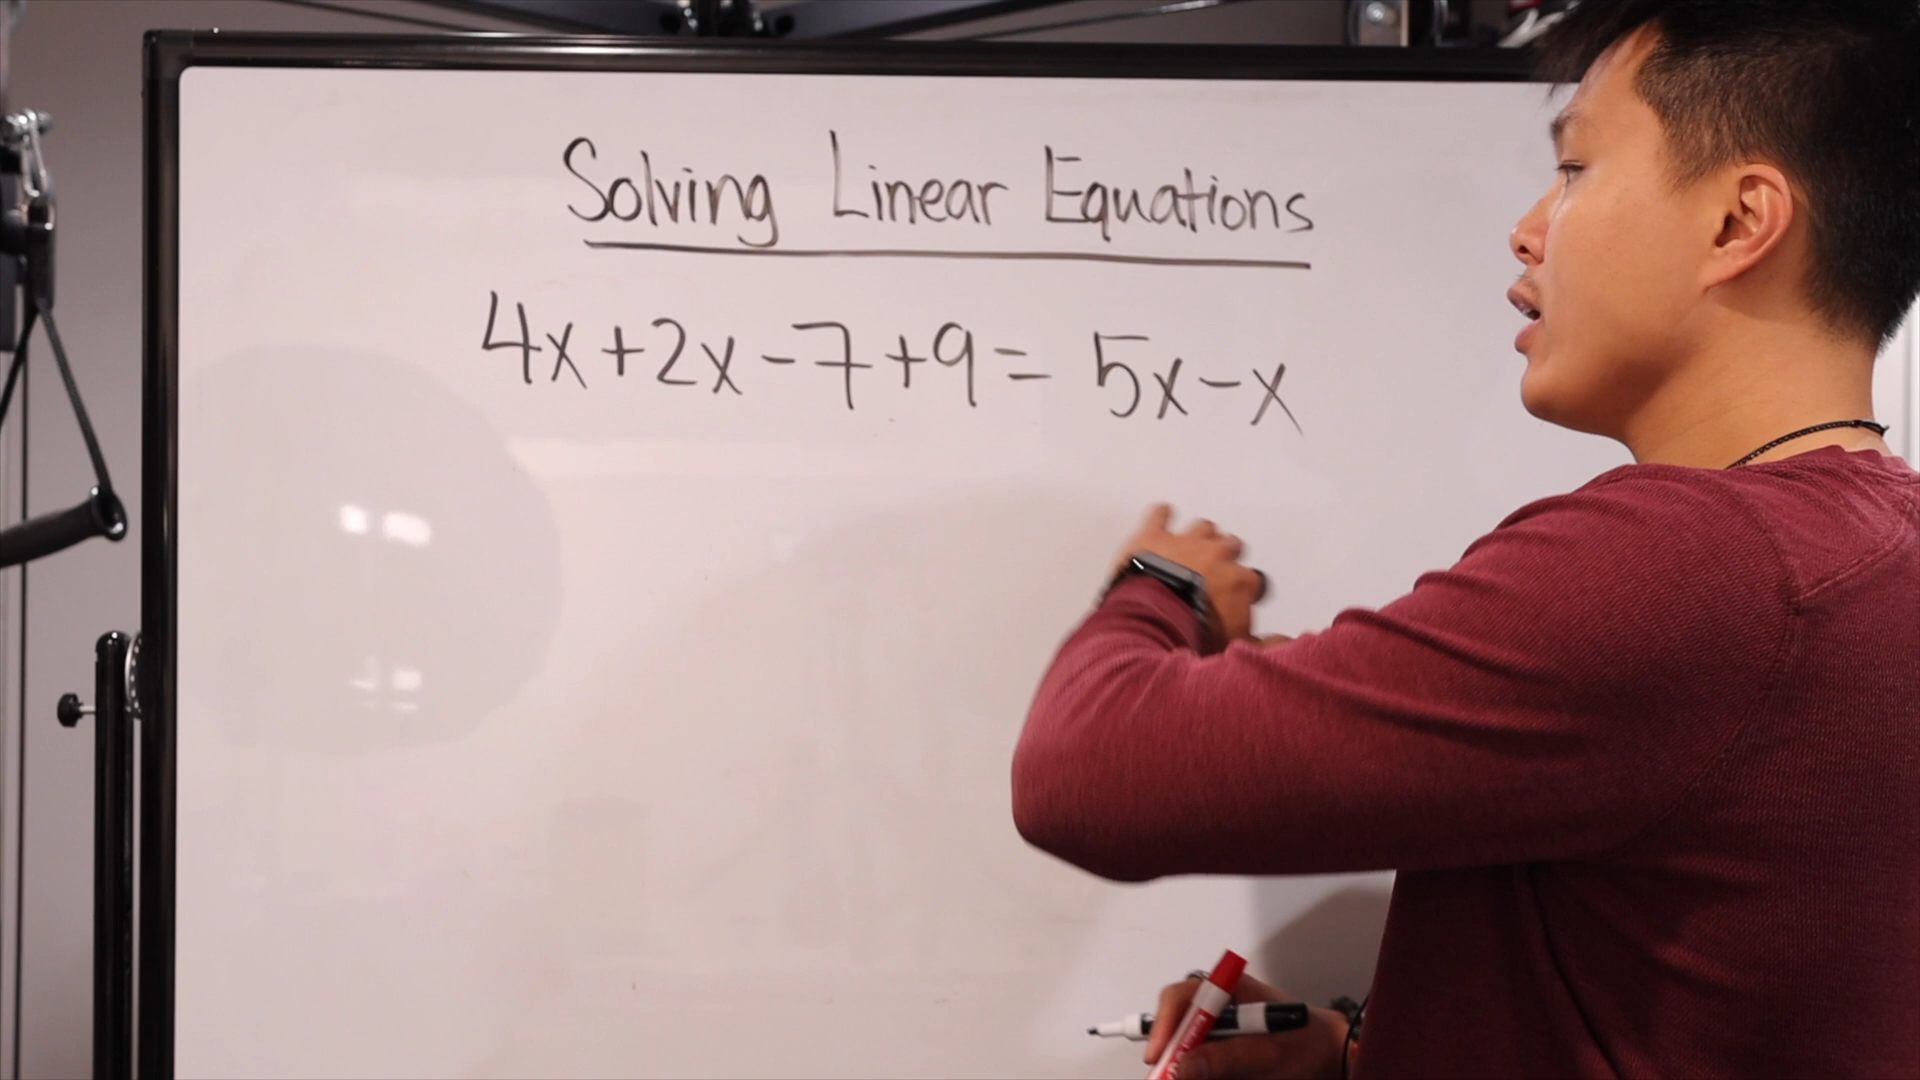 Solving Linear Equations
4x+2x-7+9= 5x-x